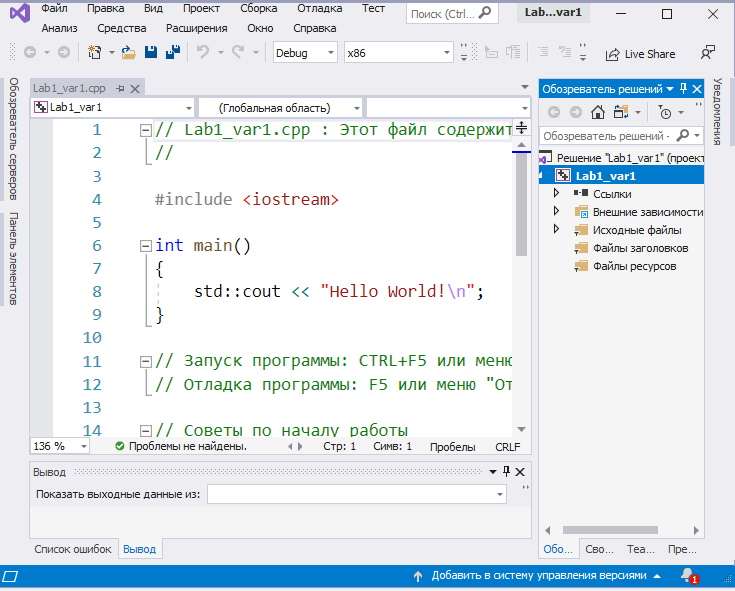 Файл Правка Вид Проект Сборка Отладка Тест Поиск (Ctrl... Lab...var1
Анализ Средства Расширения Окно Справка
Debug x86 Live Share
Обозреватель серверов
Панель элементов
Lab1_var1.cpp
Lab1_var1 (Глобальная область)
1 // Lab1_var1.cpp : Этот файл содержит
2 //
3
4 #include <iostream>
5
6 int main()
7 {
8 std::cout << "Hello World!\n";
9 }
10
11 // Запуск программы: CTRL+F5 или меню
12 // Отладка программы: F5 или меню "От
13
14 // Советы по началу работы
136 % Проблемы не найдены. Стр: 1 Симв: 1 Пробелы CRLF
Вывод
Показать выходные данные из:
Список ошибок Вывод
Обозреватель решений
Обозреватель решений -
Решение "Lab1_var1" (проект
Lab1_var1
Ссылки
Внешние зависимости
Исходные файлы
Файлы заголовков
Файлы ресурсов
Обо... Сво... Теа... Пре...
Уведомления
Добавить в систему управления версиями 1